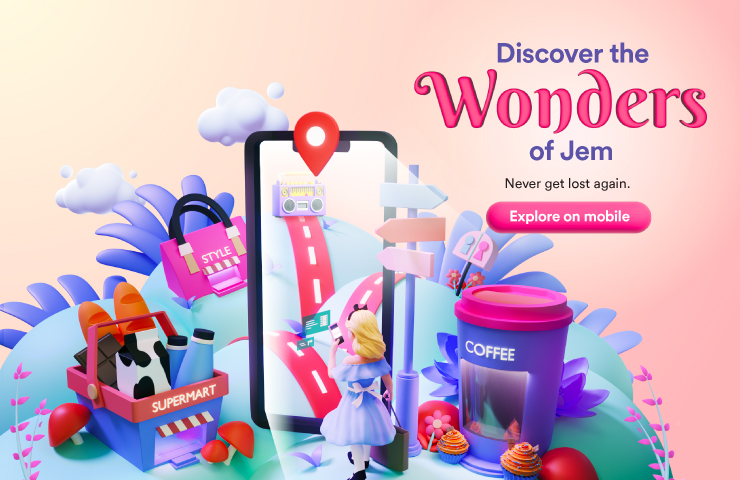 Discover the
Wonders
of Jem
Never get lost again.
Explore on mobile
STYLE
COFFEE
SUPERMART